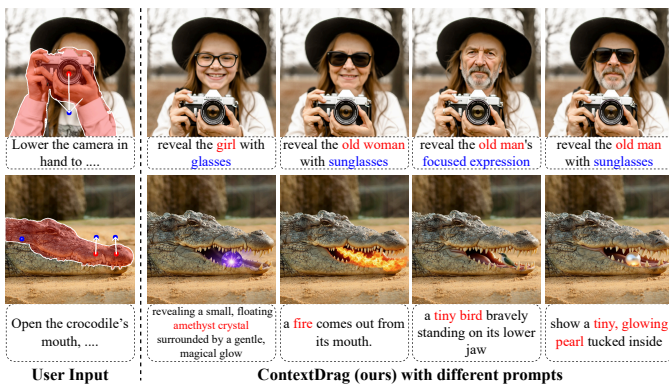 Lower the camera in
hand to ....
reveal the girl with
glasses
reveal the old woman
with sunglasses
reveal the old man's
focused expression
reveal the old man
with sunglasses
Open the crocodile's
mouth, ....
revealing a small, floating
amethyst crystal
surrounded by a gentle,
magical glow
a fire comes out from
its mouth.
a tiny bird bravely
standing on its lower
jaw
show a tiny, glowing
pearl tucked inside
User Input
ContextDrag (ours) with different prompts